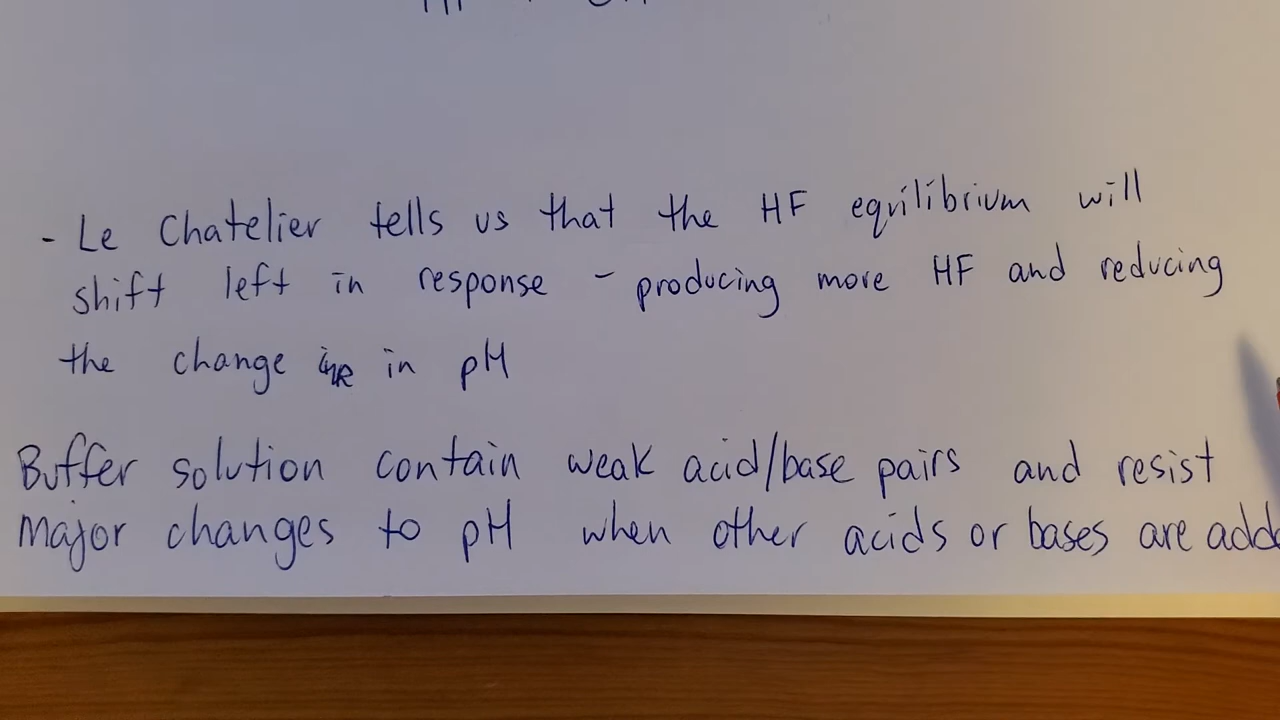 - Le Chatelier tells us that the HF equilibrium will
shift left in response - producing more HF and reducing
the change in pH
Buffer solution contain weak acid/base pairs and resist
major changes to pH when other acids or bases are adde